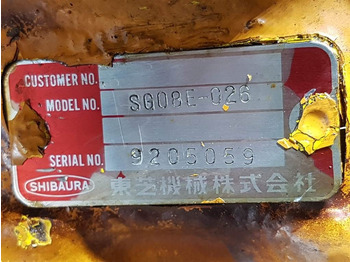 CUSTOMER NO.
MODEL NO. SG08E-026
SERIAL NO. 9205059
SHIBAURA 東芝機械株式会社